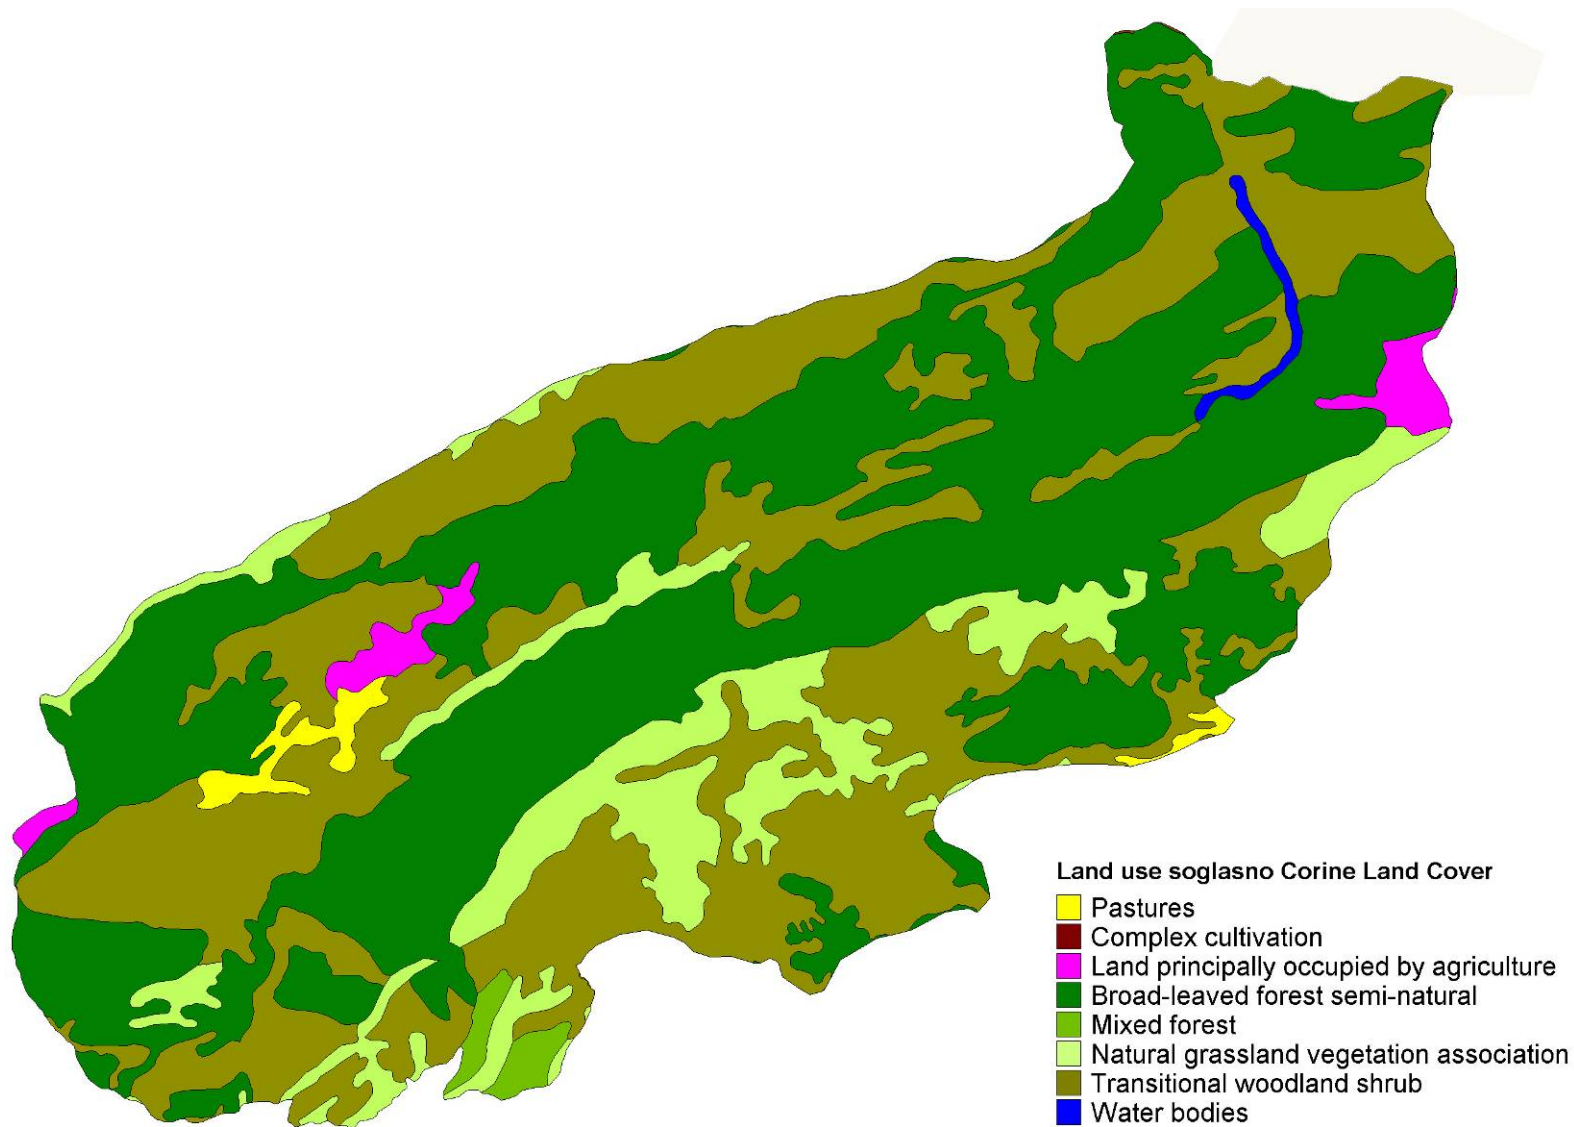 Land use soglasno Corine Land Cover
Pastures
Complex cultivation
Land principally occupied by agriculture
Broad-leaved forest semi-natural
Mixed forest
Natural grassland vegetation association
Transitional woodland shrub
Water bodies